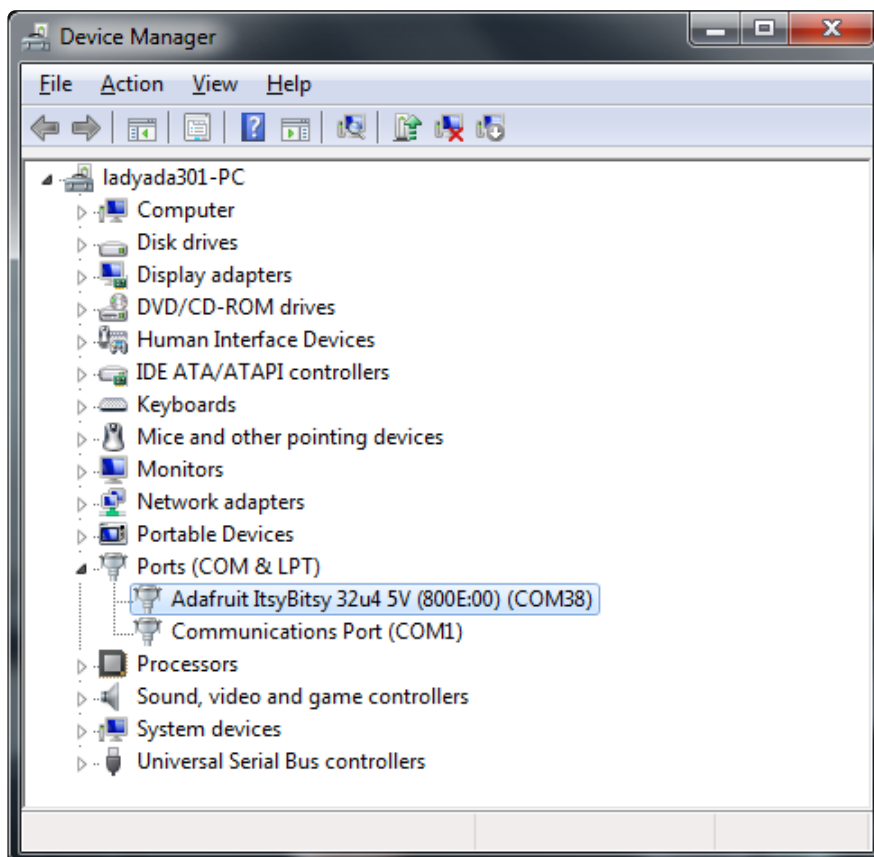 Device Manager
File Action View Help
ladyada301-PC
Computer
Disk drives
Display adapters
DVD/CD-ROM drives
Human Interface Devices
IDE ATA/ATAPI controllers
Keyboards
Mice and other pointing devices
Monitors
Network adapters
Portable Devices
Ports (COM & LPT)
Adafruit ItsyBitsy 32u4 5V (800E:00) (COM38)
Communications Port (COM1)
Processors
Sound, video and game controllers
System devices
Universal Serial Bus controllers